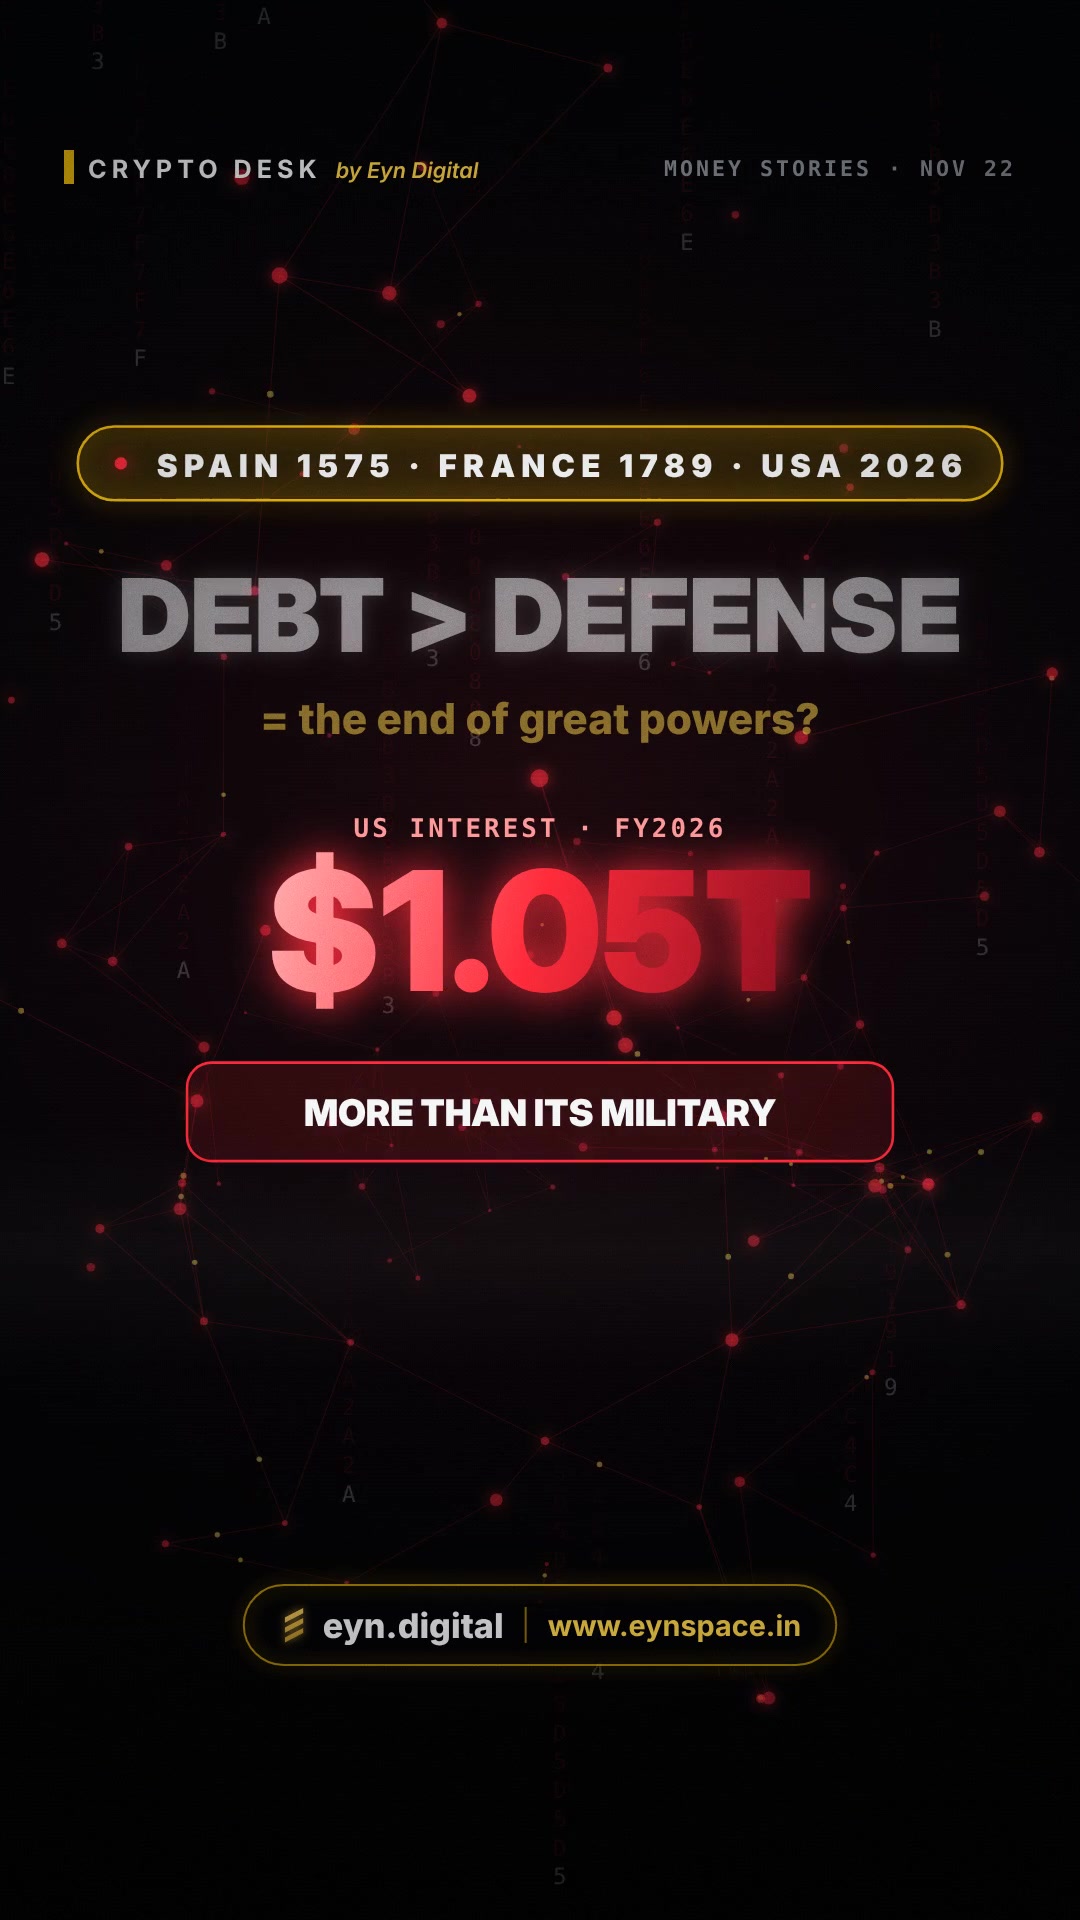 CRYPTO DESK by Eyn Digital
MONEY STORIES · NOV 22
SPAIN 1575 · FRANCE 1789 · USA 2026
DEBT > DEFENSE
= the end of great powers?
US INTEREST · FY2026
$1.05T
MORE THAN ITS MILITARY
eyn.digital | www.eynspace.in